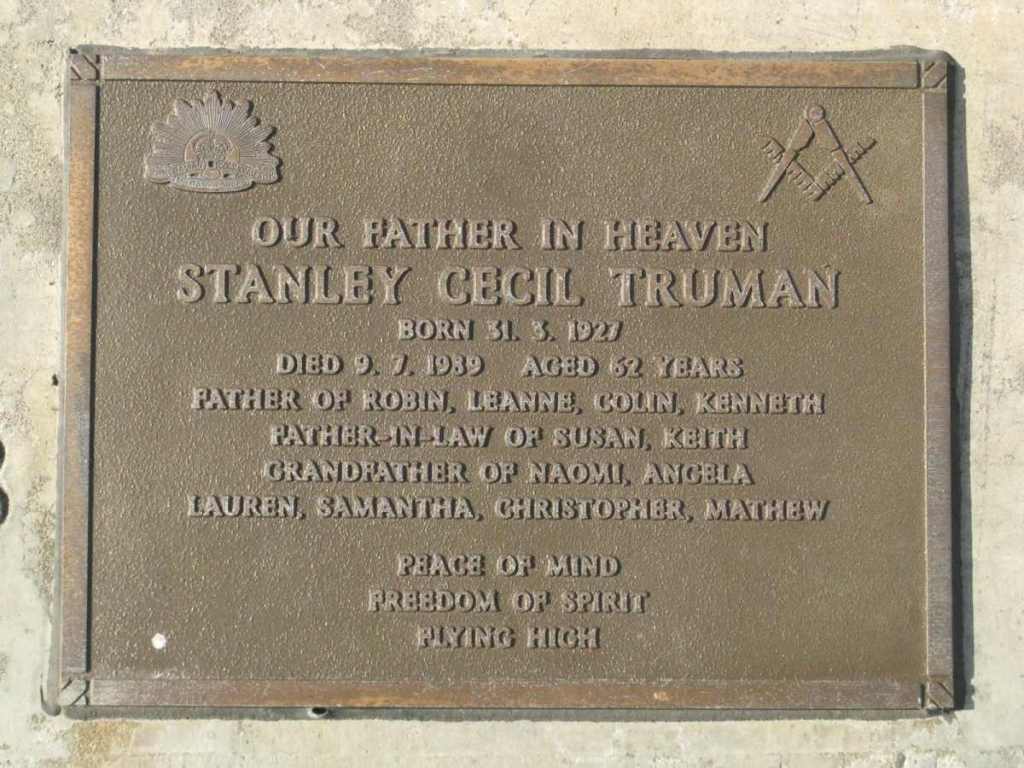 OUR FATHER IN HEAVEN
STANLEY CECIL TRUMAN
BORN 31. 3. 1927
DIED 9. 7. 1989 AGED 62 YEARS
FATHER OF ROBIN, LEANNE, COLIN, KENNETH
FATHER-IN-LAW OF SUSAN, KEITH
GRANDFATHER OF NAOMI, ANGELA
LAUREN, SAMANTHA, CHRISTOPHER, MATHEW
PEACE OF MIND
FREEDOM OF SPIRIT
FLYING HIGH